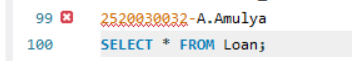 99 2520030032-A.Amulya
100 SELECT * FROM Loan;